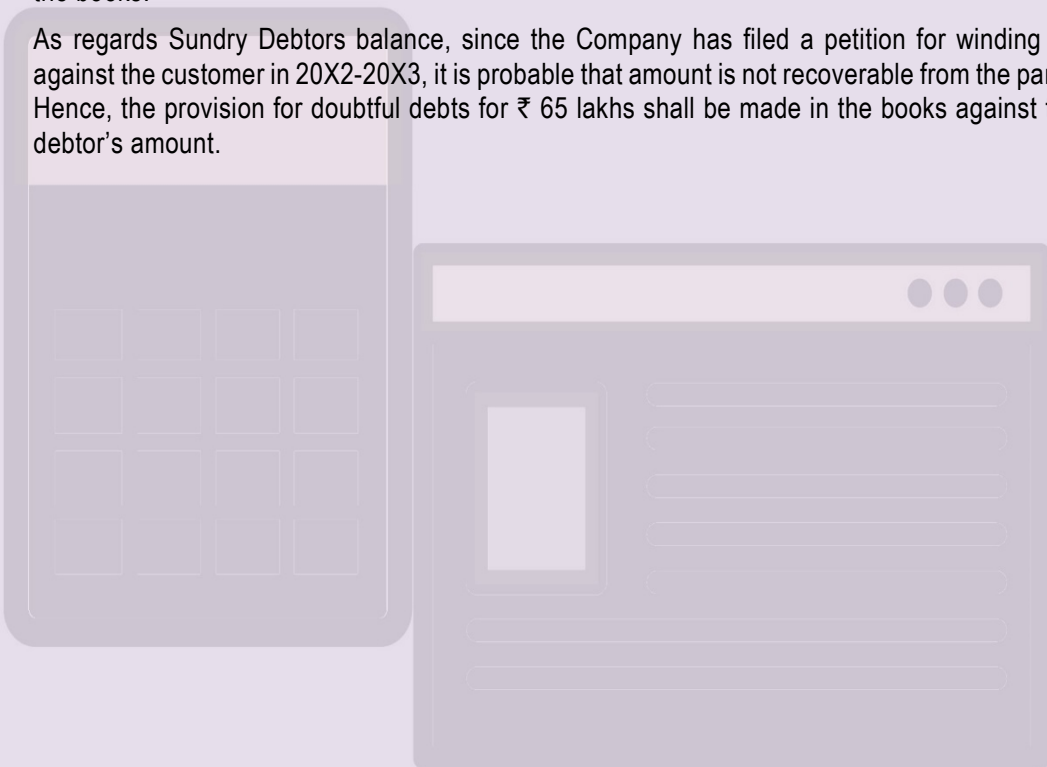 the books.
As regards Sundry Debtors balance, since the Company has filed a petition for winding
against the customer in 20X2-20X3, it is probable that amount is not recoverable from the
Hence, the provision for doubtful debts for ₹ 65 lakhs shall be made in the books against
debtor's amount.